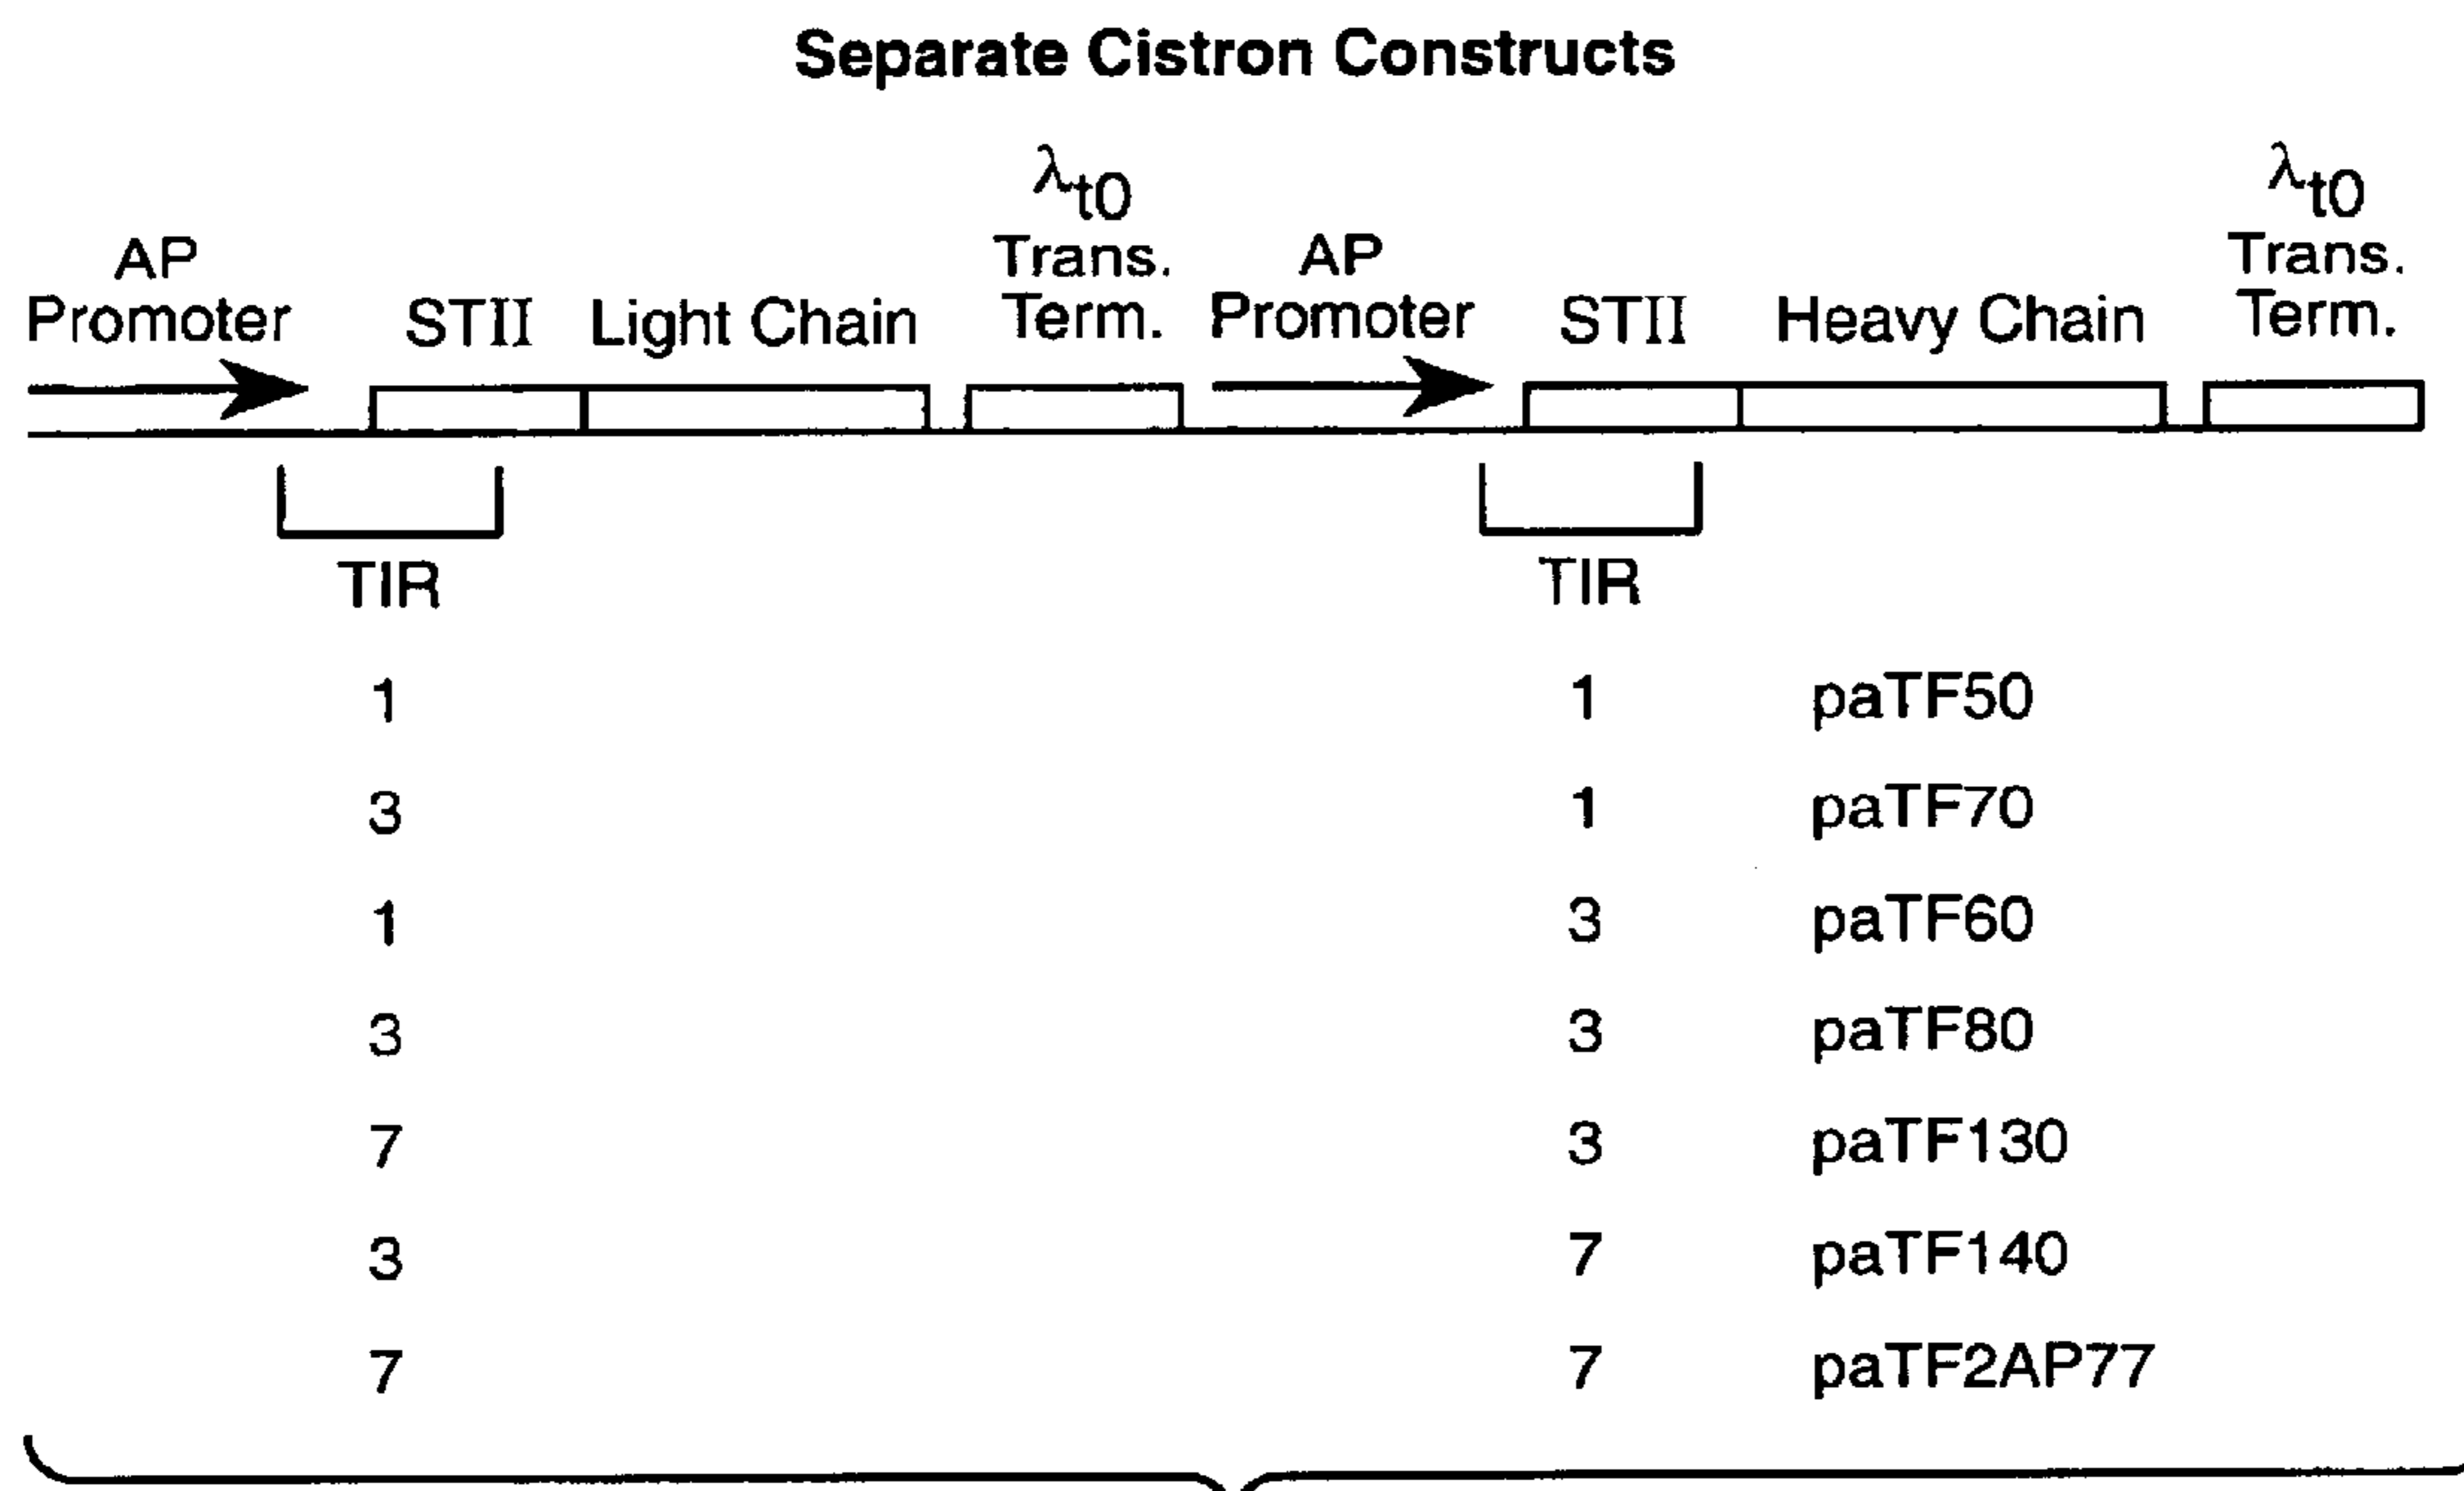 Separate Cistron Constructs
λt0 λt0
AP Trans. AP Trans.
Promoter STII Light Chain Term. Promoter STII Heavy Chain Term.
TIR TIR
1 1 paTF50
3 1 paTF70
1 3 paTF60
3 3 paTF80
7 3 paTF130
3 7 paTF140
7 7 paTF2AP77